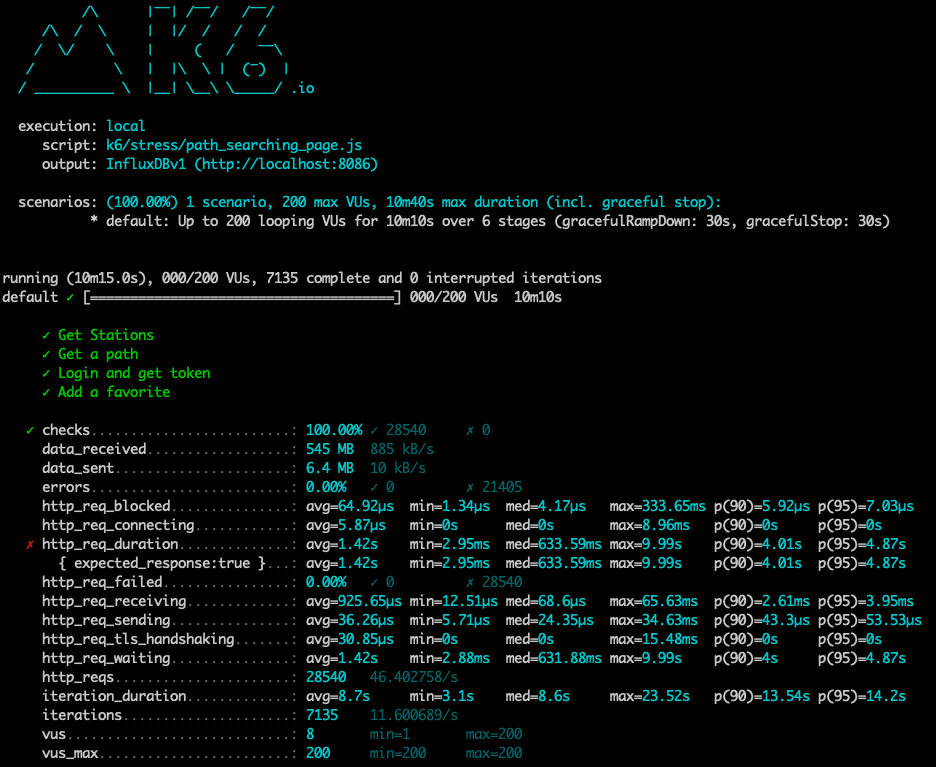 K6 .io
execution: local
script: k6/stress/path_searching_page.js
output: InfluxDBv1 (http://localhost:8086)
scenarios: (100.00%) 1 scenario, 200 max VUs, 10m40s max duration (incl. graceful stop):
* default: Up to 200 looping VUs for 10m10s over 6 stages (gracefulRampDown: 30s, gracefulStop: 30s)
running (10m15.0s), 000/200 VUs, 7135 complete and 0 interrupted iterations
default ✓ [======================================] 000/200 VUs  10m10s
✓ Get Stations
✓ Get a path
✓ Login and get token
✓ Add a favorite
✓ checks.........................: 100.00% ✓ 28540     ✗ 0
data_received..................: 545 MB  885 kB/s
data_sent......................: 6.4 MB  10 kB/s
errors.........................: 0.00%   ✓ 0         ✗ 21405
http_req_blocked...............: avg=64.92µs  min=1.34µs  med=4.17µs   max=333.65ms p(90)=5.92µs p(95)=7.03µs
http_req_connecting............: avg=5.87µs   min=0s      med=0s       max=8.96ms   p(90)=0s     p(95)=0s
✗ http_req_duration..............: avg=1.42s    min=2.95ms  med=633.59ms max=9.99s    p(90)=4.01s  p(95)=4.87s
{ expected_response:true }...: avg=1.42s    min=2.95ms  med=633.59ms max=9.99s    p(90)=4.01s  p(95)=4.87s
http_req_failed................: 0.00%   ✓ 0         ✗ 28540
http_req_receiving.............: avg=925.65µs min=12.51µs med=68.6µs   max=65.63ms  p(90)=2.61ms p(95)=3.95ms
http_req_sending...............: avg=36.26µs  min=5.71µs  med=24.35µs  max=34.63ms  p(90)=43.3µs p(95)=53.53µs
http_req_tls_handshaking.......: avg=30.85µs  min=0s      med=0s       max=15.48ms  p(90)=0s     p(95)=0s
http_req_waiting...............: avg=1.42s    min=2.88ms  med=631.88ms max=9.99s    p(90)=4s     p(95)=4.87s
http_reqs......................: 28540   46.402758/s
iteration_duration.............: avg=8.7s     min=3.1s    med=8.6s     max=23.52s   p(90)=13.54s p(95)=14.2s
iterations.....................: 7135    11.600689/s
vus............................: 8       min=1       max=200
vus_max........................: 200     min=200     max=200